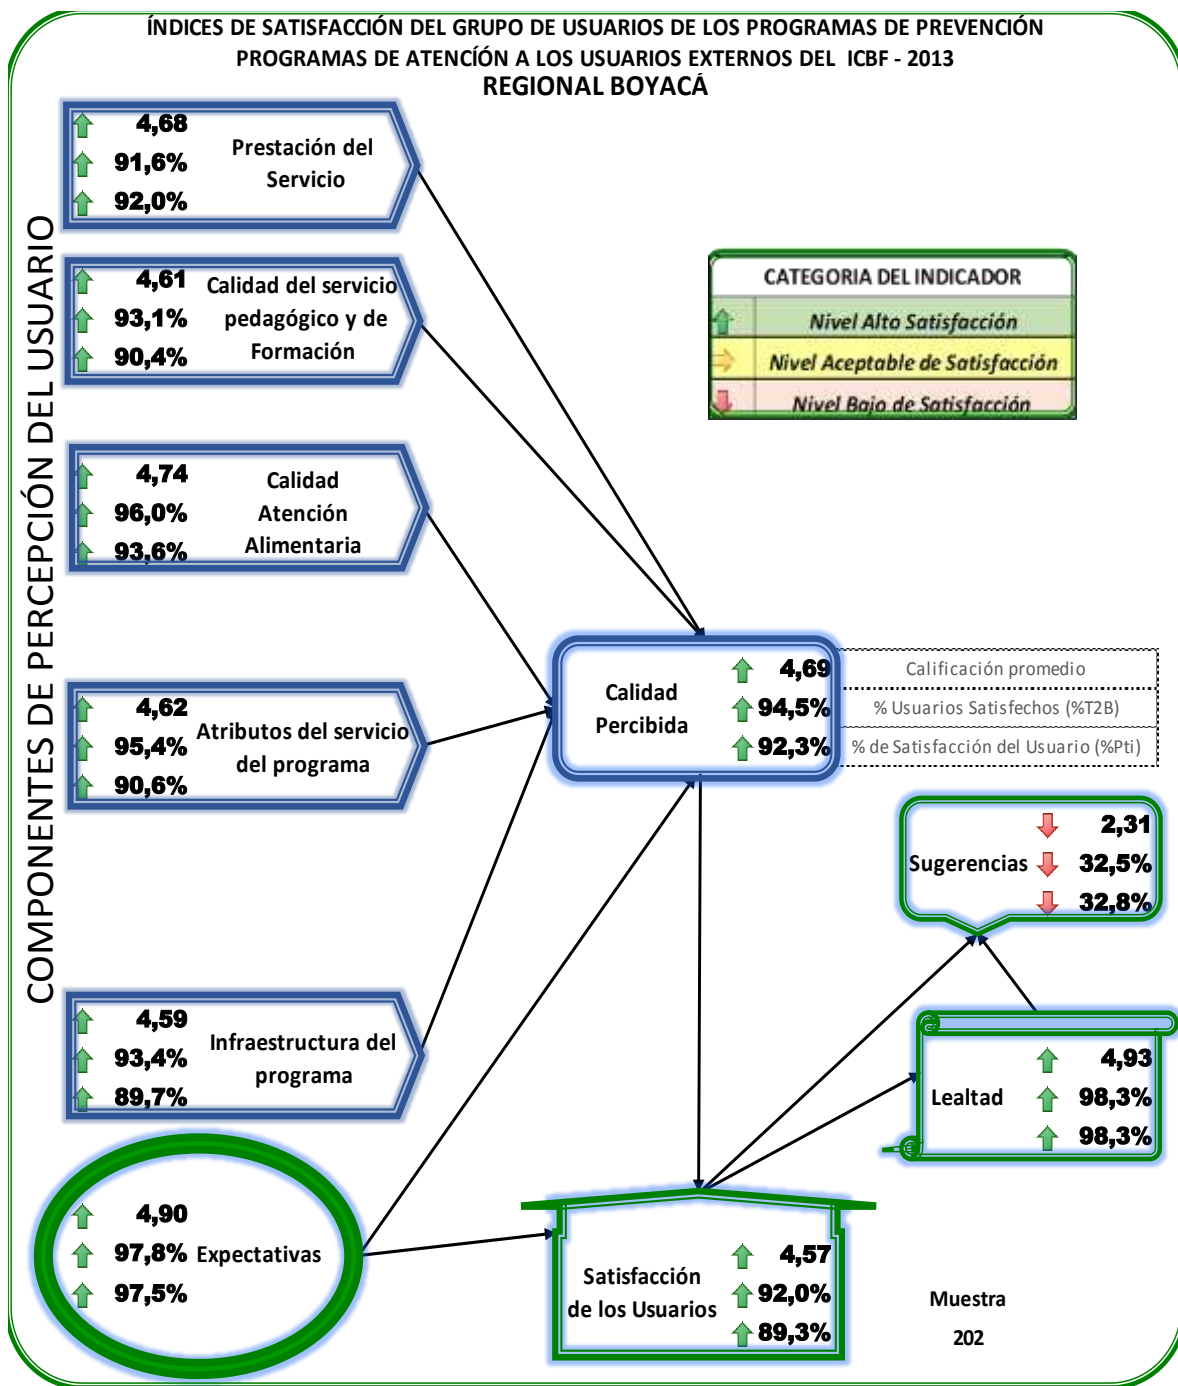 ÍNDICES DE SATISFACCIÓN DEL GRUPO DE USUARIOS DE LOS PROGRAMAS DE PREVENCIÓN
PROGRAMAS DE ATENCÍÓN A LOS USUARIOS EXTERNOS DEL ICBF - 2013
REGIONAL BOYACÁ
COMPONENTES DE PERCEPCIÓN DEL USUARIO
4,68
91,6%
92,0%
Prestación del
Servicio
4,61
93,1%
90,4%
Calidad del servicio
pedagógico y de
Formación
CATEGORIA DEL INDICADOR
Nivel Alto Satisfacción
Nivel Aceptable de Satisfacción
Nivel Bajo de Satisfacción
4,74
96,0%
93,6%
Calidad
Atención
Alimentaria
4,62
95,4%
90,6%
Atributos del servicio
del programa
Calidad
Percibida
4,69
94,5%
92,3%
Calificación promedio
% Usuarios Satisfechos (%T2B)
% de Satisfacción del Usuario (%Pti)
Sugerencias
2,31
32,5%
32,8%
4,59
93,4%
89,7%
Infraestructura del
programa
Lealtad
4,93
98,3%
98,3%
4,90
97,8%
97,5%
Expectativas
Satisfacción
de los Usuarios
4,57
92,0%
89,3%
Muestra
202